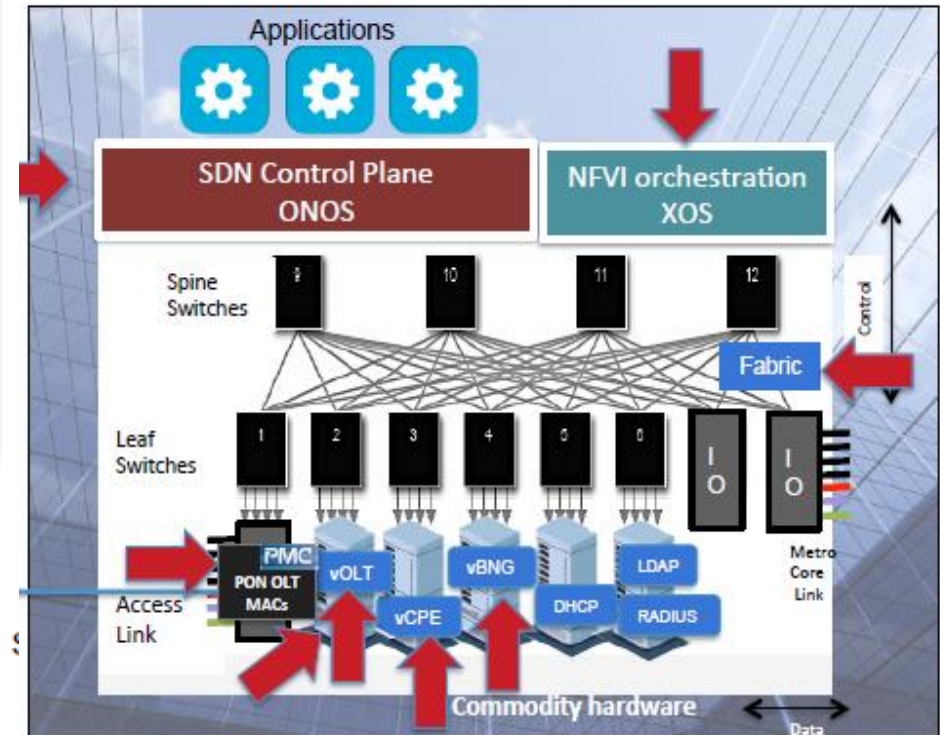 Applications
SDN Control Plane
ONOS
NFVI orchestration
XOS
Spine
Switches
9
10
11
12
Control
Fabric
Leaf
Switches
1
2
3
4
5
6
I
O
I
O
PMC
PON OLT
MACs
vOLT
vCPE
vBNG
DHCP
LDAP
RADIUS
Metro
Core
Link
Access
Link
Commodity hardware
Data